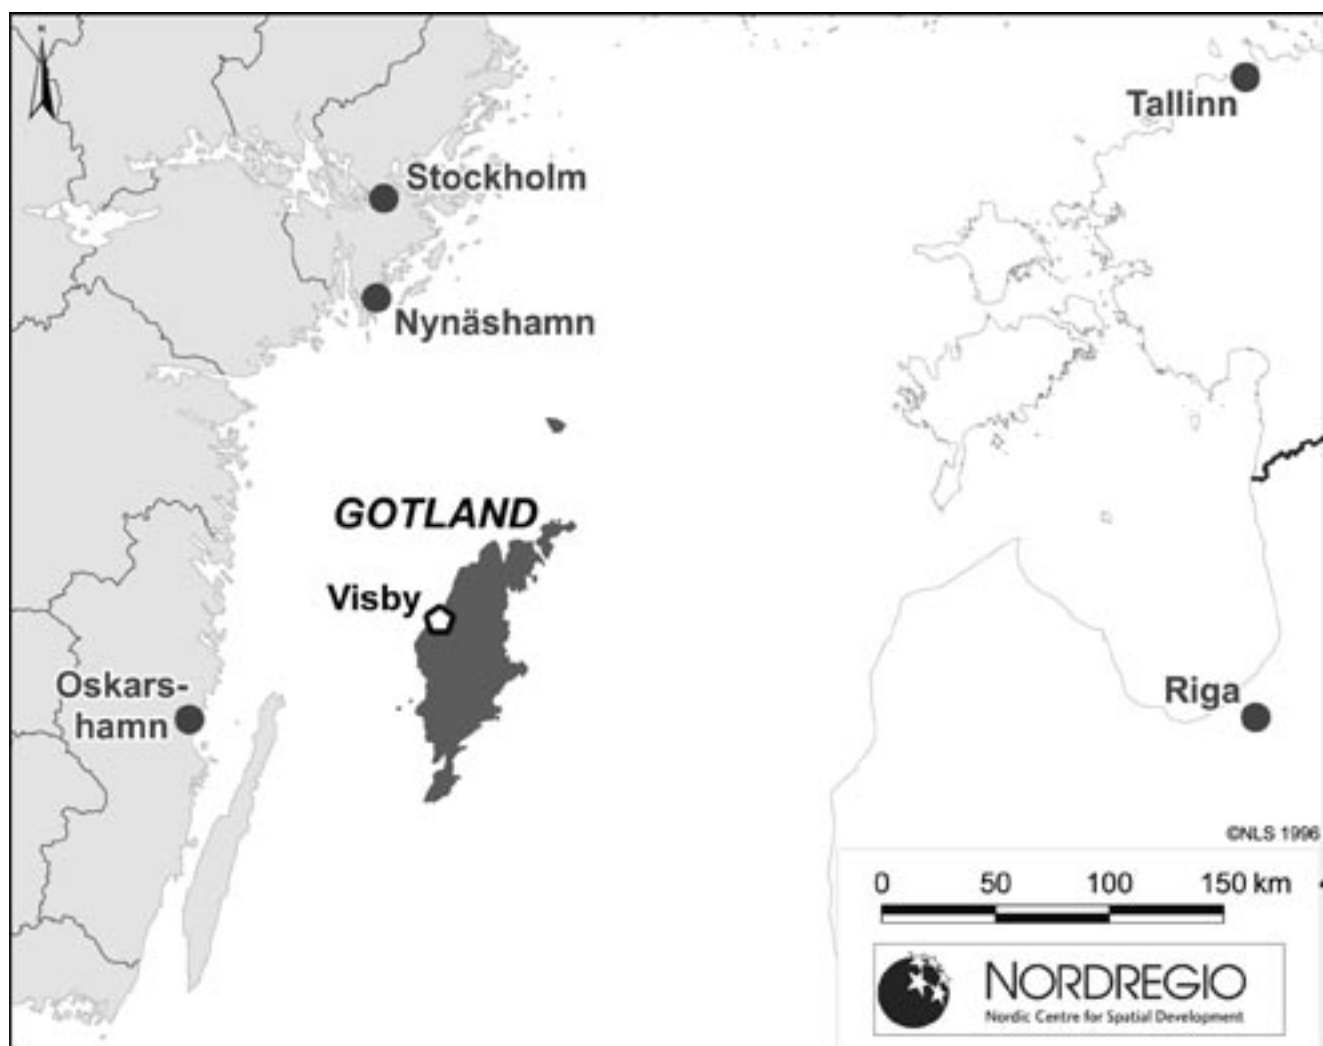 Tallinn
Stockholm
Nynäshamn
GOTLAND
Visby
Oskars-
hamn
Riga
©NLS 1996
0 50 100 150 km
NORDREGIO
Nordic Centre for Spatial Development